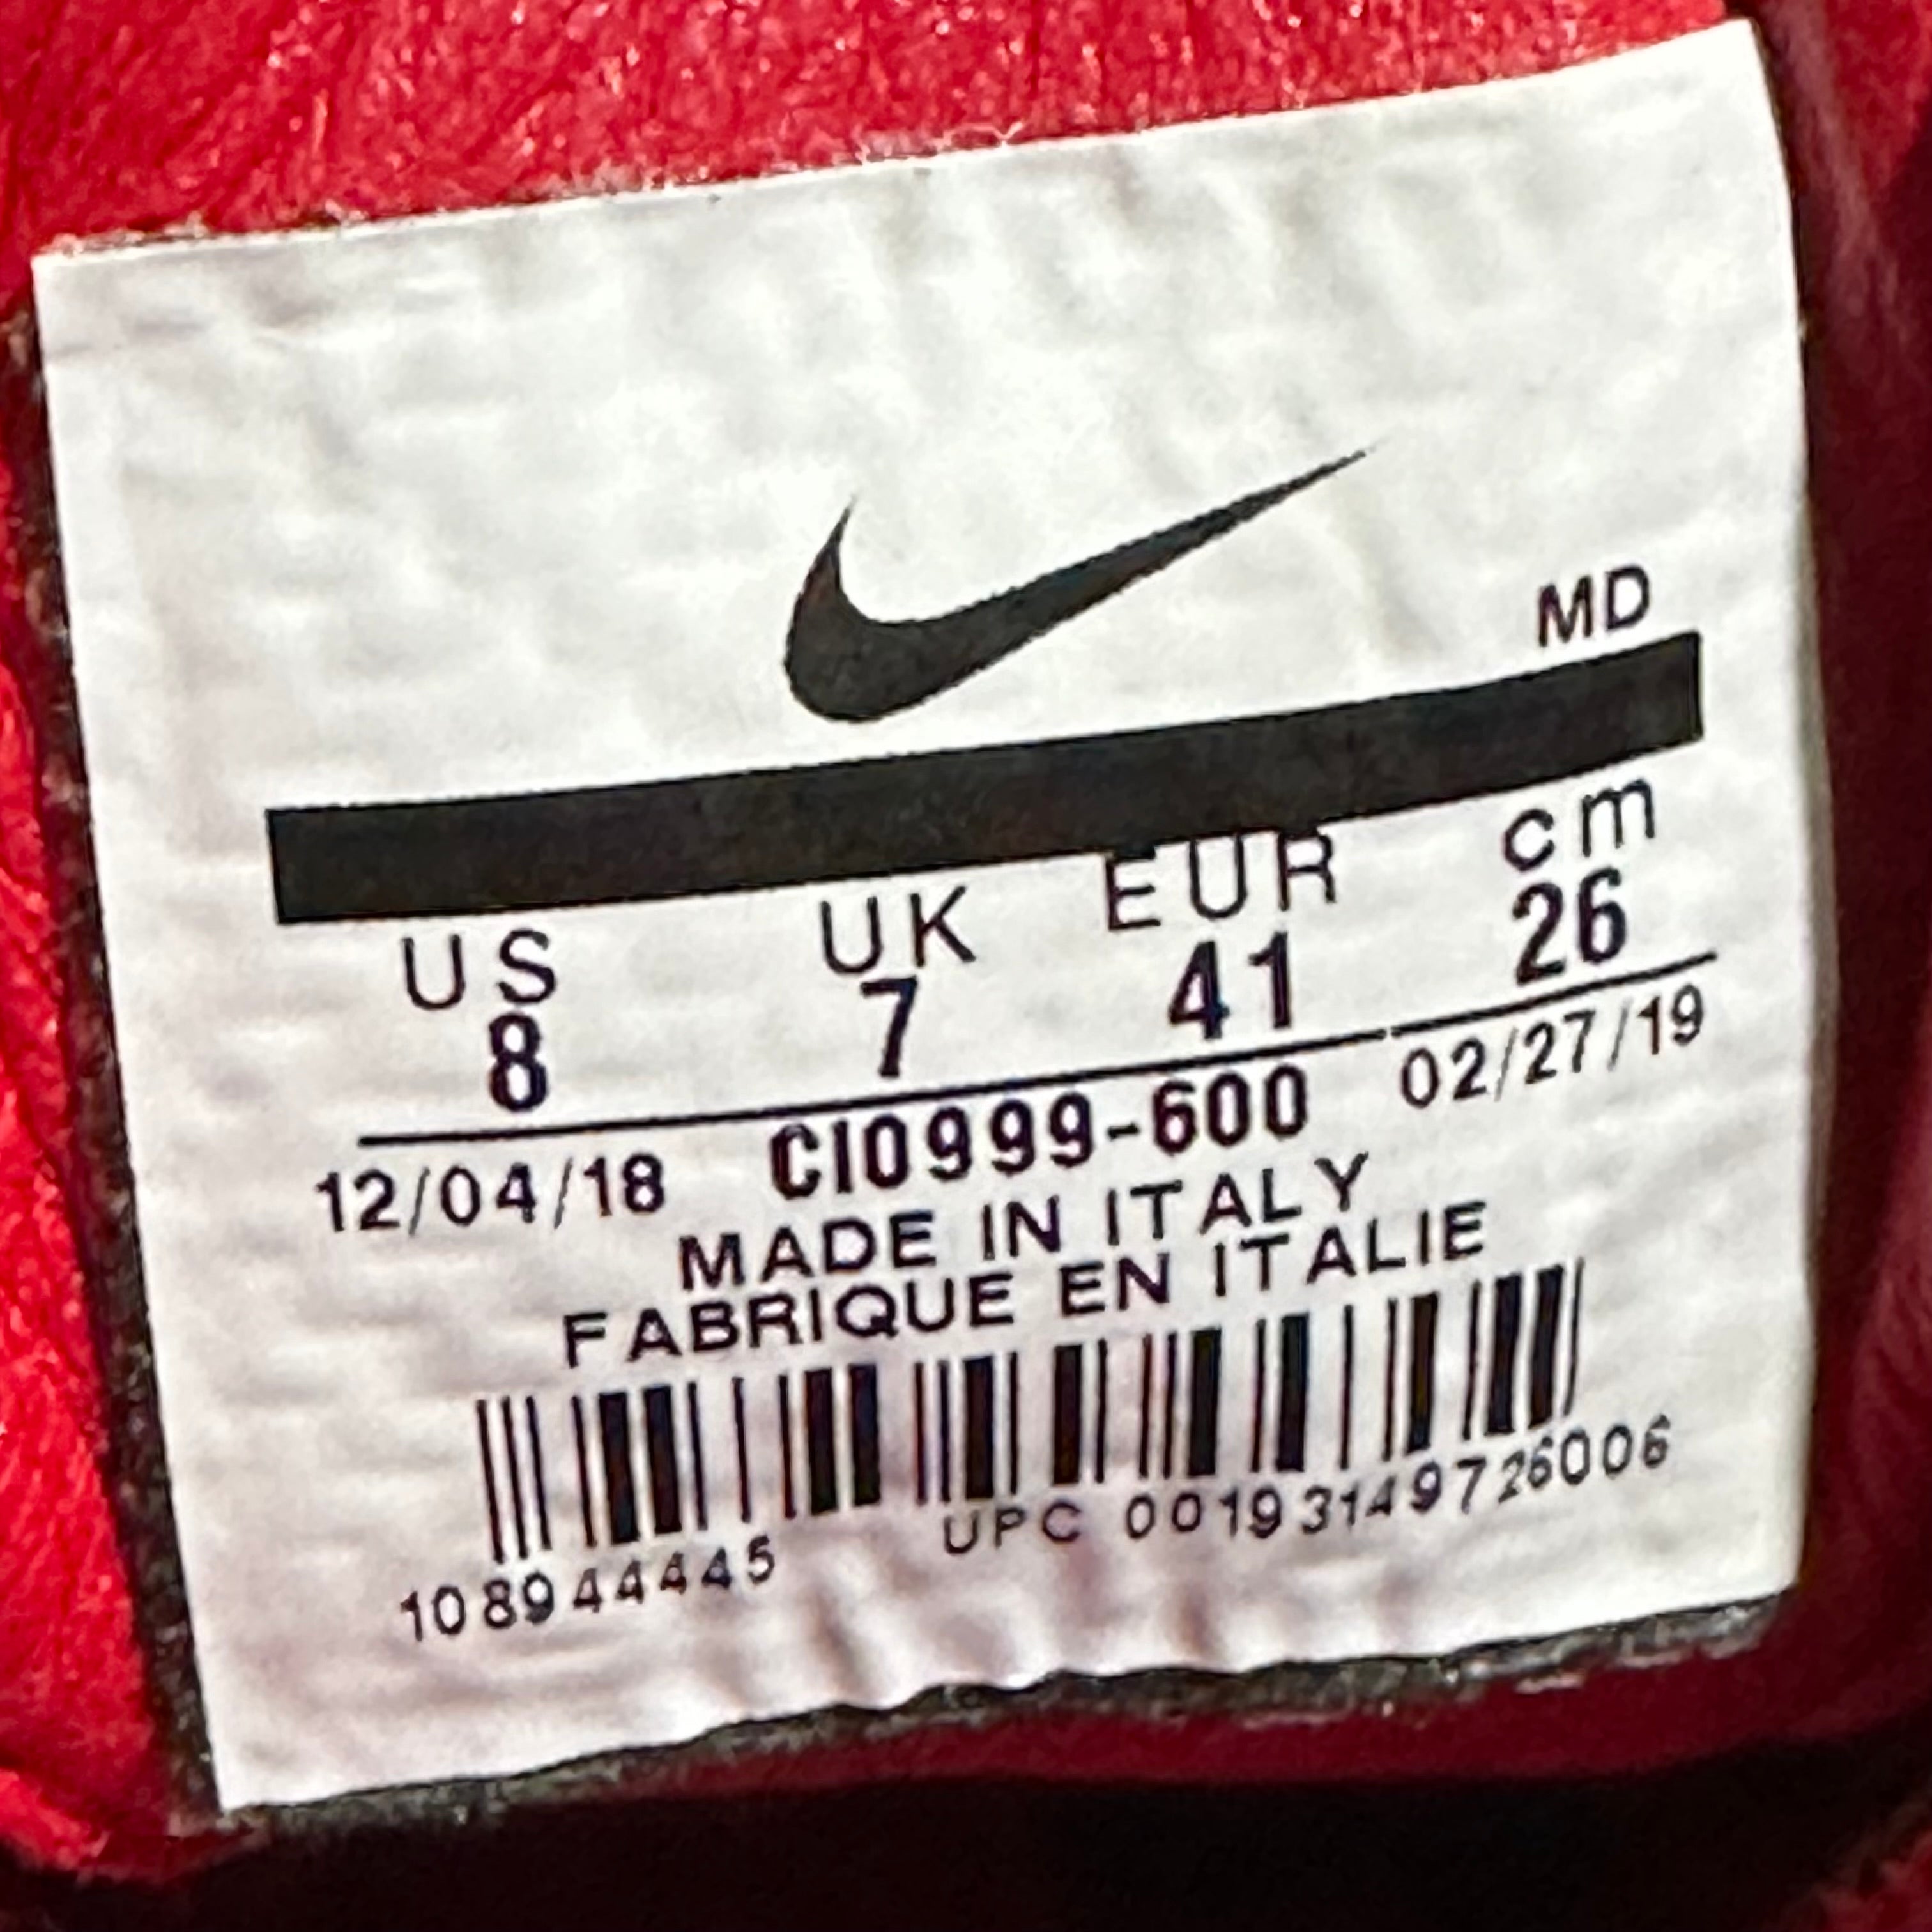 MD
US UK EUR cm
8 7 41 26
12/04/18 CI0999-600 02/27/19
MADE IN ITALY
FABRIQUE EN ITALIE
108944445 UPC 00193149726006